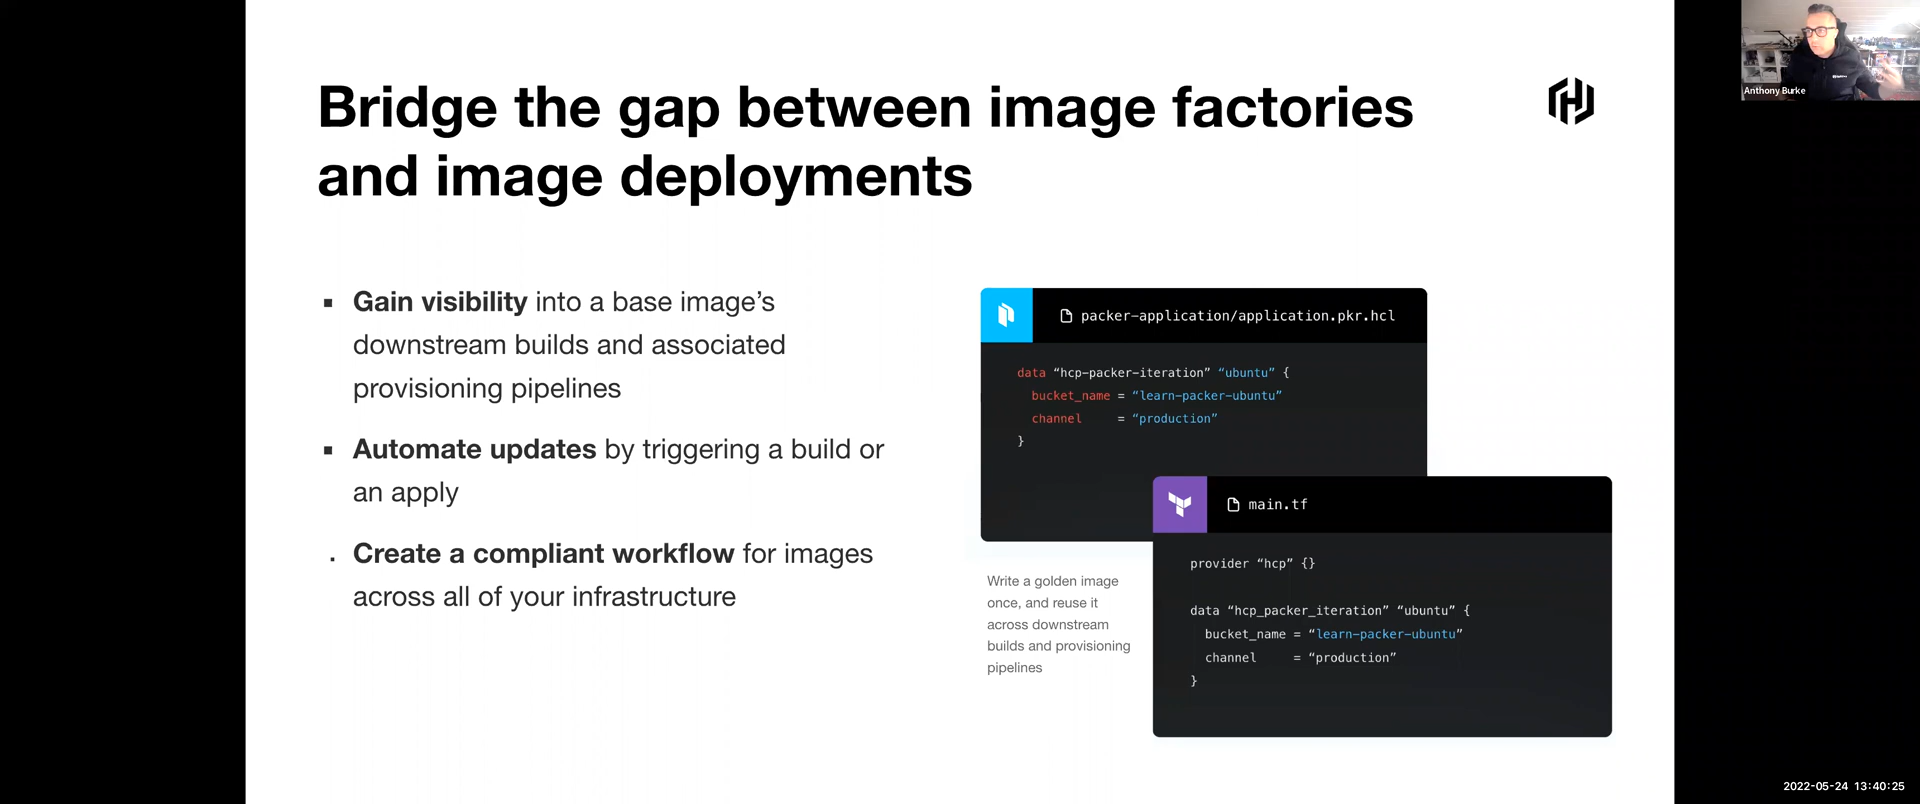 Bridge the gap between image factories
and image deployments
Gain visibility into a base image’s
downstream builds and associated
provisioning pipelines
Automate updates by triggering a build or
an apply
Create a compliant workflow for images
across all of your infrastructure
packer-application/application.pkr.hcl
data “hcp-packer-iteration” “ubuntu” {
bucket_name = “learn-packer-ubuntu”
channel = “production”
}
Write a golden image
once, and reuse it
across downstream
builds and provisioning
pipelines
main.tf
provider “hcp” {}
data “hcp_packer_iteration” “ubuntu” {
bucket_name = “learn-packer-ubuntu”
channel = “production”
}
Anthony Burke
2022-05-24 13:40:25